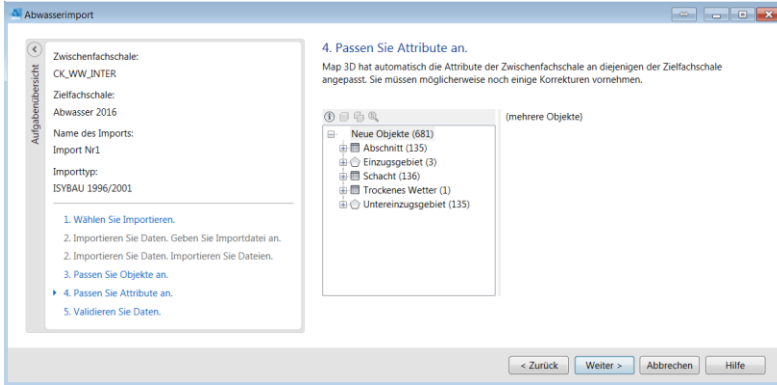 Abwasserimport
Aufgabenübersicht
Zwischenfachschale:
CK_WW_INTER
Zielfachschale:
Abwasser 2016
Name des Imports:
Import Nr1
Importtyp:
ISYBAU 1996/2001
1. Wählen Sie Importieren.
2. Importieren Sie Daten. Geben Sie Importdatei an.
2. Importieren Sie Daten. Importieren Sie Dateien.
3. Passen Sie Objekte an.
4. Passen Sie Attribute an.
5. Validieren Sie Daten.
4. Passen Sie Attribute an.
Map 3D hat automatisch die Attribute der Zwischenfachschale an diejenigen der Zielfachschale
angepasst. Sie müssen möglicherweise noch einige Korrekturen vornehmen.
Neue Objekte (681)
Abschnitt (135)
Einzugsgebiet (3)
Schacht (136)
Trockenes Wetter (1)
Untereinzugsgebiet (135)
(mehrere Objekte)
< Zurück Weiter > Abbrechen Hilfe